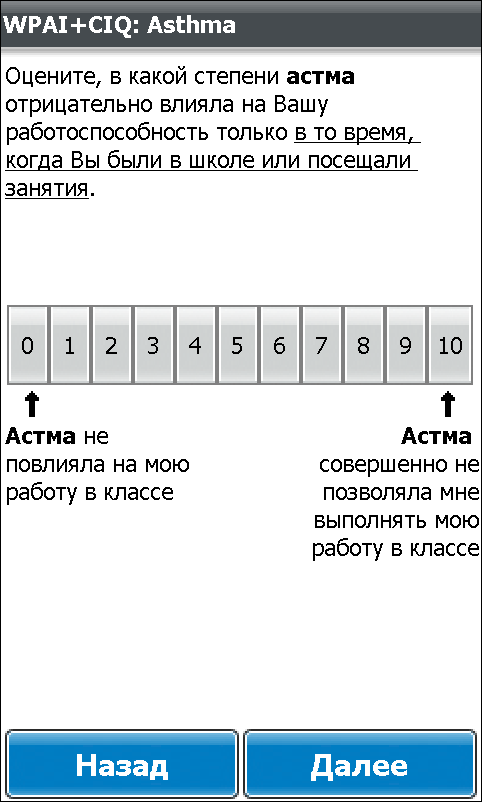 WPAI+CIQ: Asthma
Оцените, в какой степени астма
отрицательно влияла на Вашу
работоспособность только в то время,
когда Вы были в школе или посещали
занятия.
0 1 2 3 4 5 6 7 8 9 10
Астма не
повлияла на мою
работу в классе
Астма
совершенно не
позволяла мне
выполнять мою
работу в классе
Назад Далее